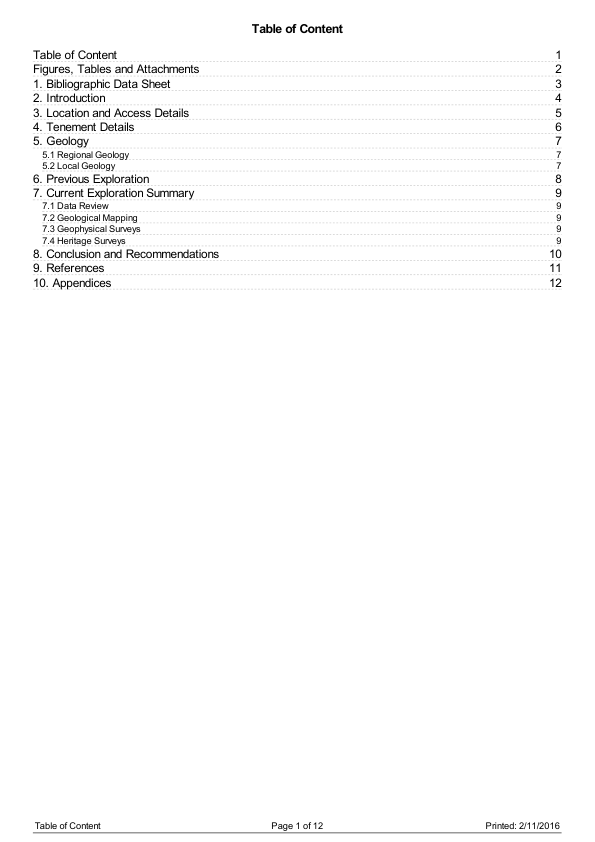 Table of Content
Table of Content 1
Figures, Tables and Attachments 2
1. Bibliographic Data Sheet 3
2. Introduction 4
3. Location and Access Details 5
4. Tenement Details 6
5. Geology 7
5.1 Regional Geology 7
5.2 Local Geology 7
6. Previous Exploration 8
7. Current Exploration Summary 9
7.1 Data Review 9
7.2 Geological Mapping 9
7.3 Geophysical Surveys 9
7.4 Heritage Surveys 9
8. Conclusion and Recommendations 10
9. References 11
10. Appendices 12
Table of Content Page 1 of 12 Printed: 2/11/2016